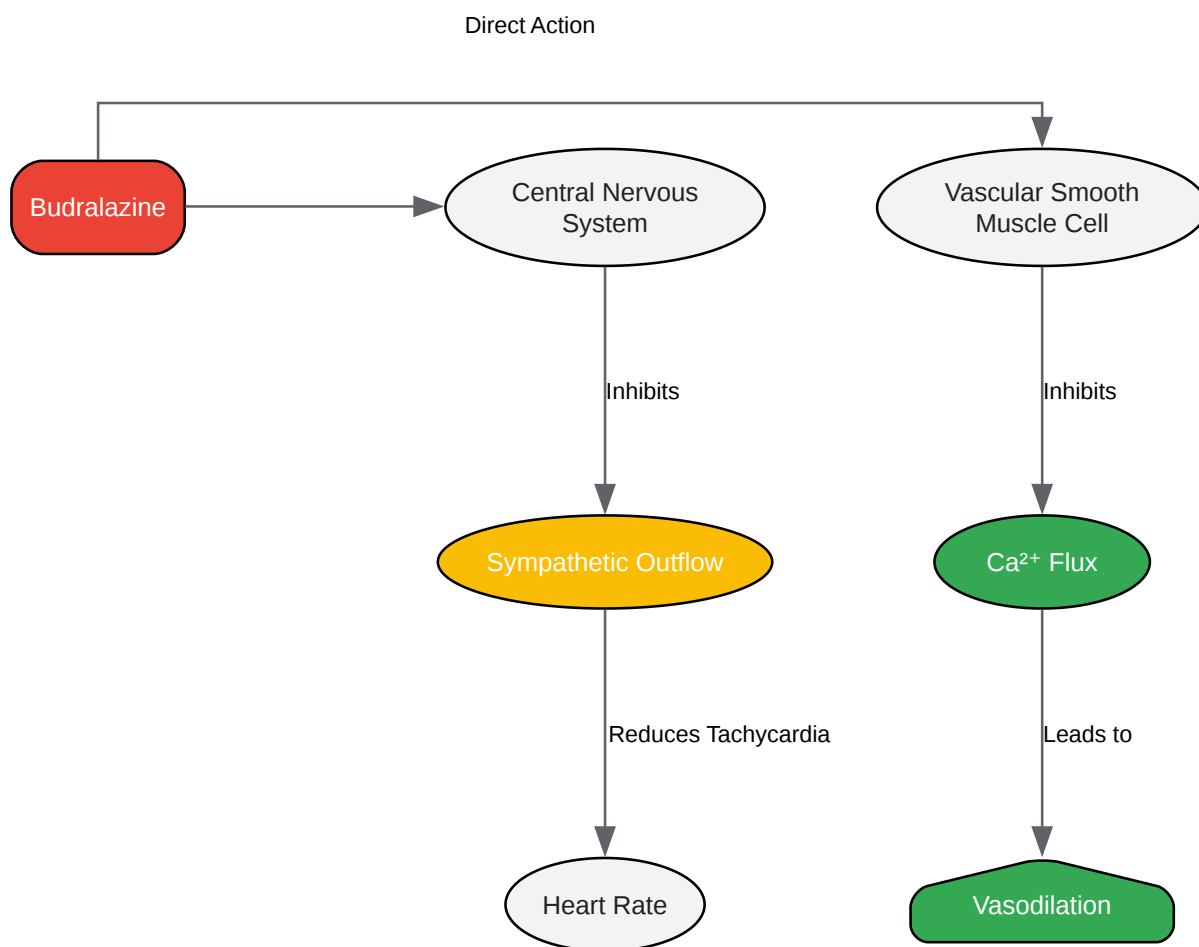 Direct Action
Budralazine
Central Nervous
System
Vascular Smooth
Muscle Cell
Inhibits
Inhibits
Sympathetic Outflow
Ca²⁺ Flux
Reduces Tachycardia
Leads to
Heart Rate
Vasodilation